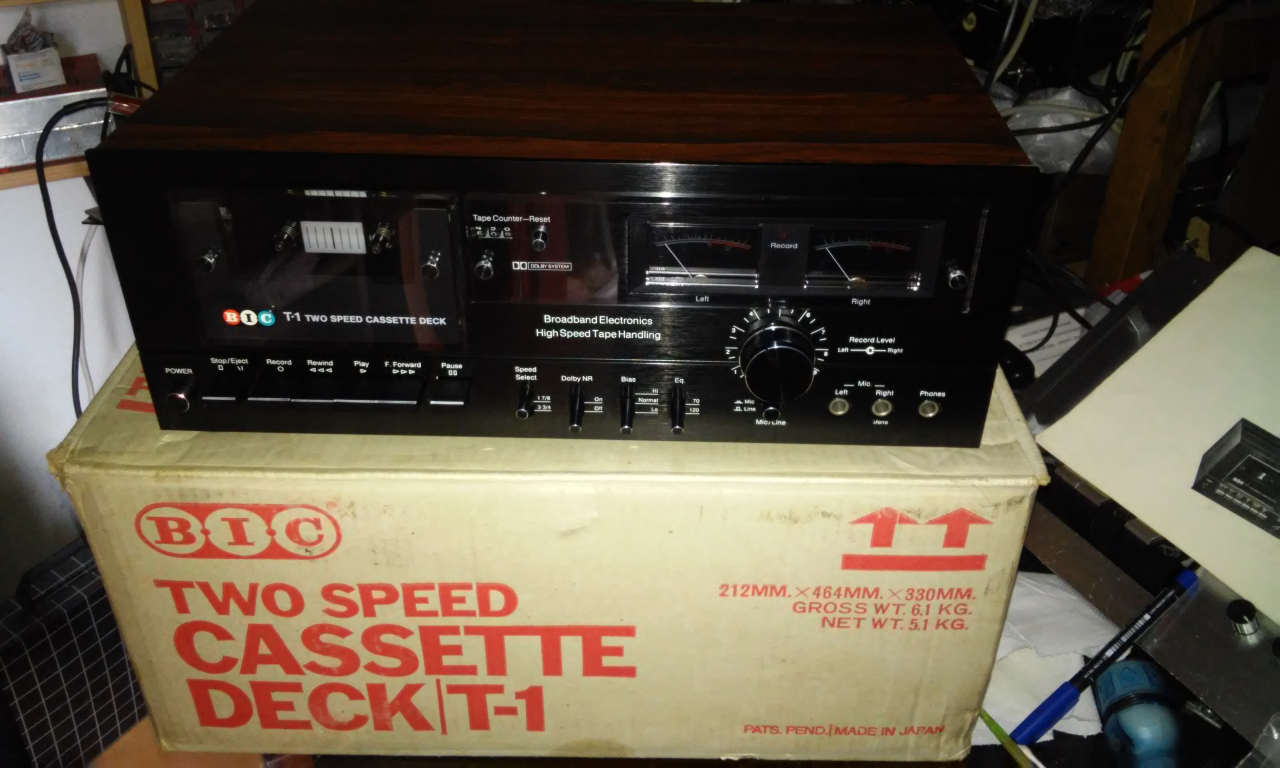 Tape Counter–Reset
DOLBY SYSTEM
Record
Left
Right
B·I·C T-1 TWO SPEED CASSETTE DECK
Broadband Electronics
High Speed Tape Handling
Record Level
Left
Right
POWER
Stop/Eject
Record
Rewind
Play
F. Forward
Pause
Speed
Select
1 7/8
3 3/4
Dolby NR
On
Off
Bias
Hi
Normal
Lo
Eq.
70
120
Mic
Line
Mic/Line
Mic.
Left
Right
Mono
Phones
B·I·C
TWO SPEED
CASSETTE
DECK|T-1
212MM.×464MM.×330MM.
GROSS WT. 6.1 KG.
NET WT. 5.1 KG.
PATS. PEND.|MADE IN JAPAN